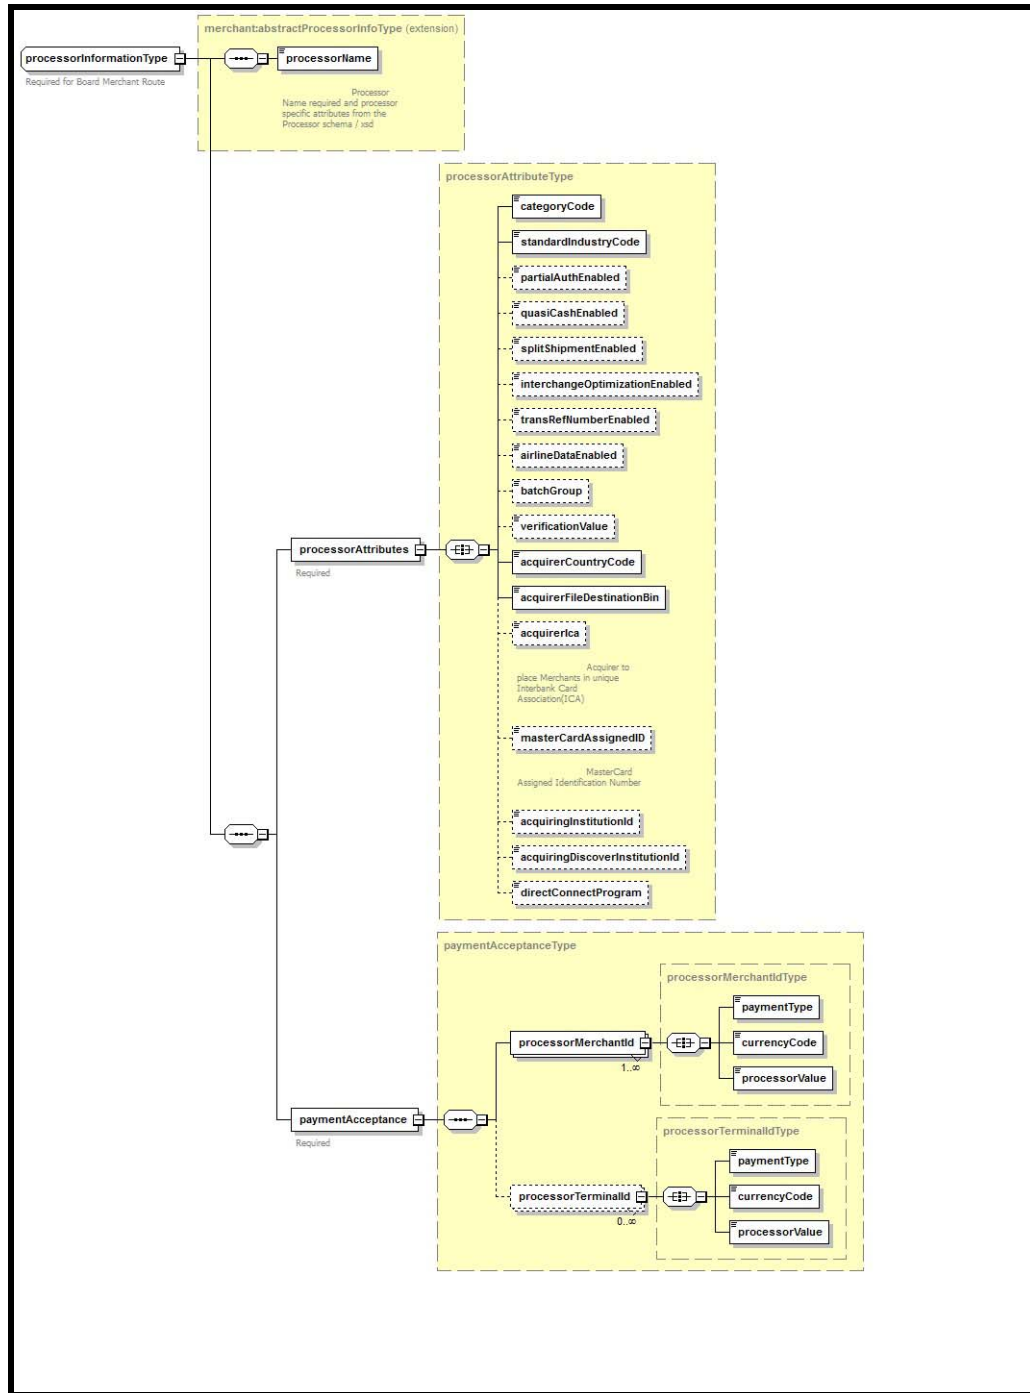 merchant:abstractProcessorInfoType (extension)
processorInformationType
Required for Board Merchant Route
processorName
Processor
Name required and processor
specific attributes from the
Processor schema / xsd
processorAttributeType
categoryCode
standardIndustryCode
partialAuthEnabled
quasiCashEnabled
splitShipmentEnabled
interchangeOptimizationEnabled
transRefNumberEnabled
airlineDataEnabled
batchGroup
verificationValue
processorAttributes
Required
acquirerCountryCode
acquirerFileDestinationBin
acquirerIca
Acquirer to
place Merchants in unique
Interbank Card
Association(ICA)
masterCardAssignedID
MasterCard
Assigned Identification Number
acquiringInstitutionId
acquiringDiscoverInstitutionId
directConnectProgram
paymentAcceptanceType
processorMerchantIdType
paymentType
processorMerchantId
1..∞
currencyCode
processorValue
paymentAcceptance
Required
processorTerminalIdType
paymentType
processorTerminalId
0..∞
currencyCode
processorValue